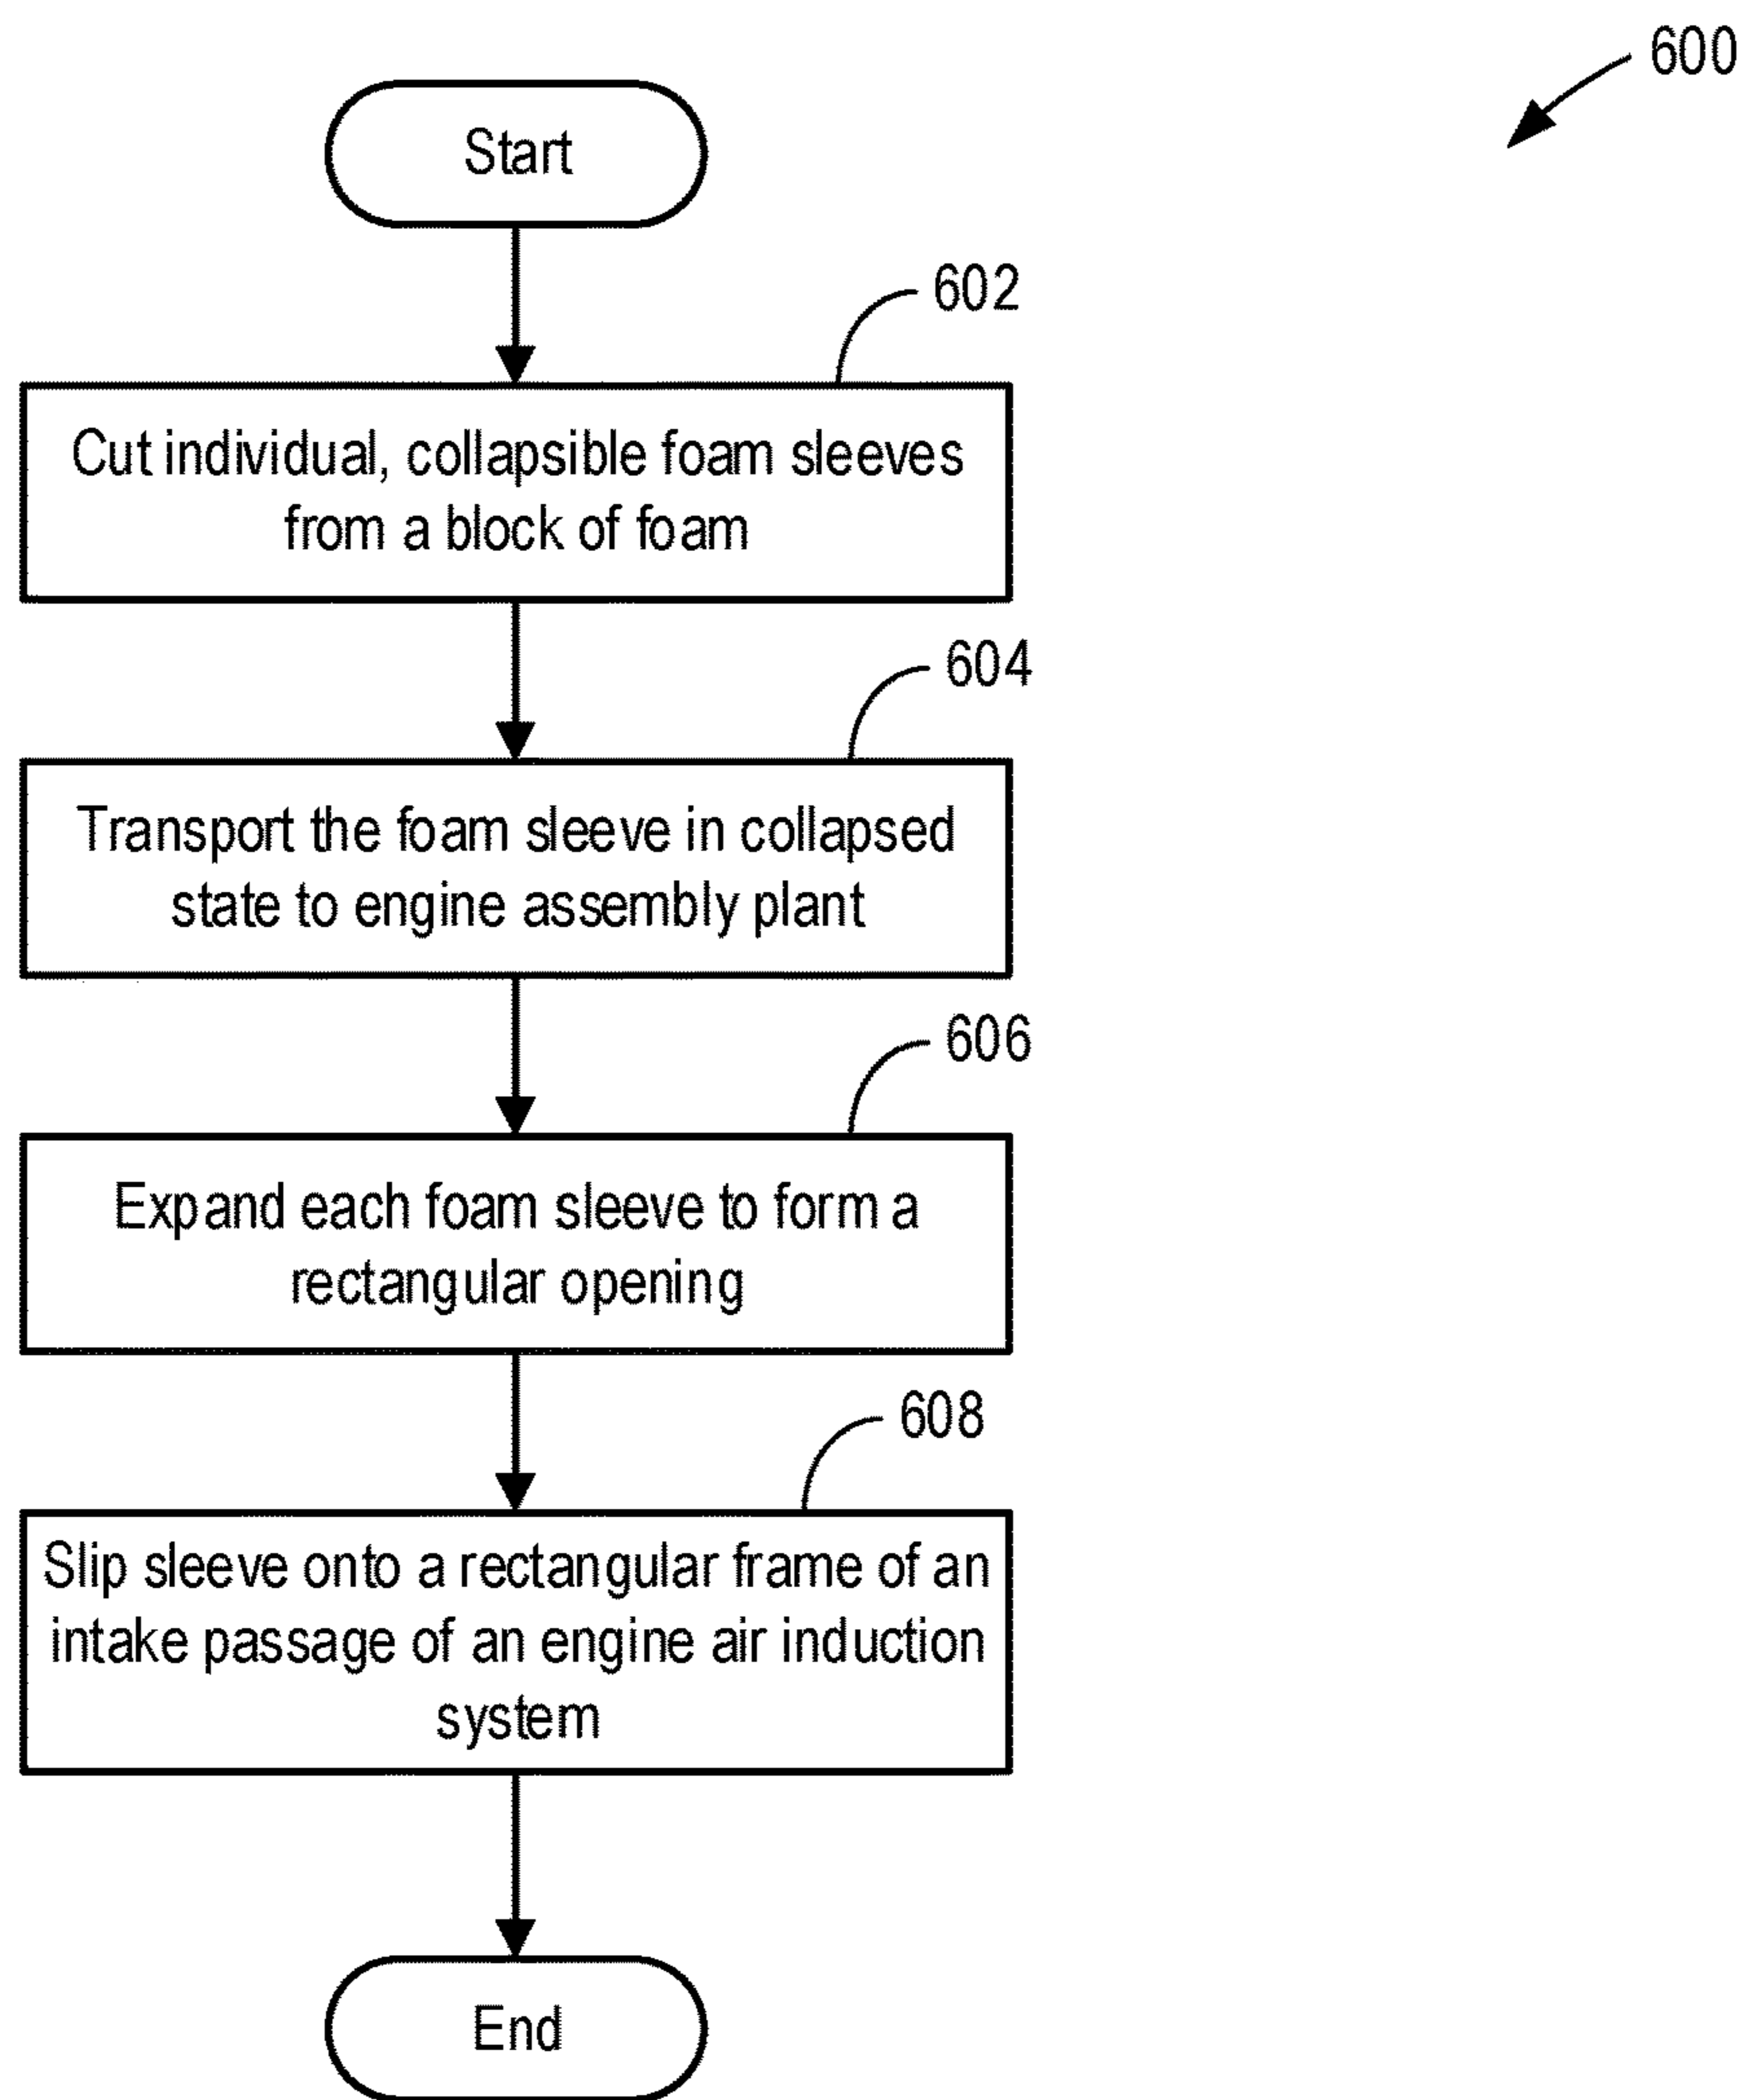 600
Start
602
Cut individual, collapsible foam sleeves
from a block of foam
604
Transport the foam sleeve in collapsed
state to engine assembly plant
606
Expand each foam sleeve to form a
rectangular opening
608
Slip sleeve onto a rectangular frame of an
intake passage of an engine air induction
system
End